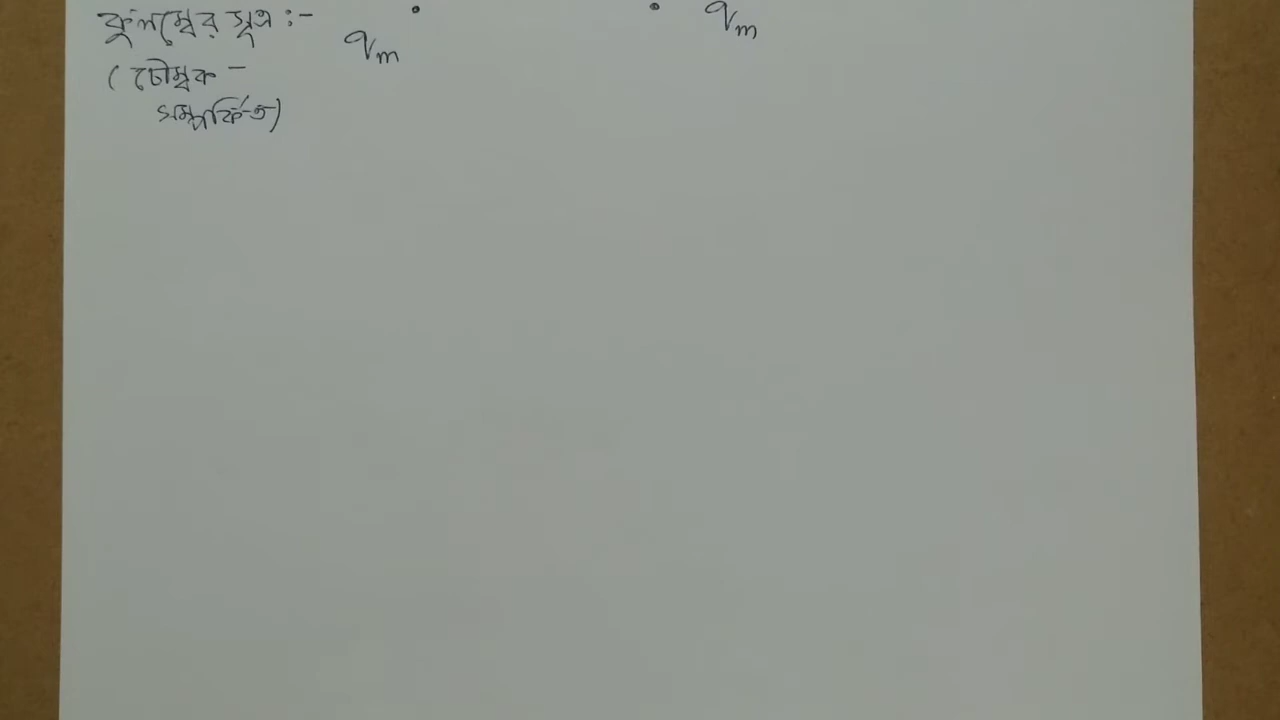 কুলম্বের সূত্র :-
q_m
q_m
( চৌম্বক -
সম্পর্কিত)